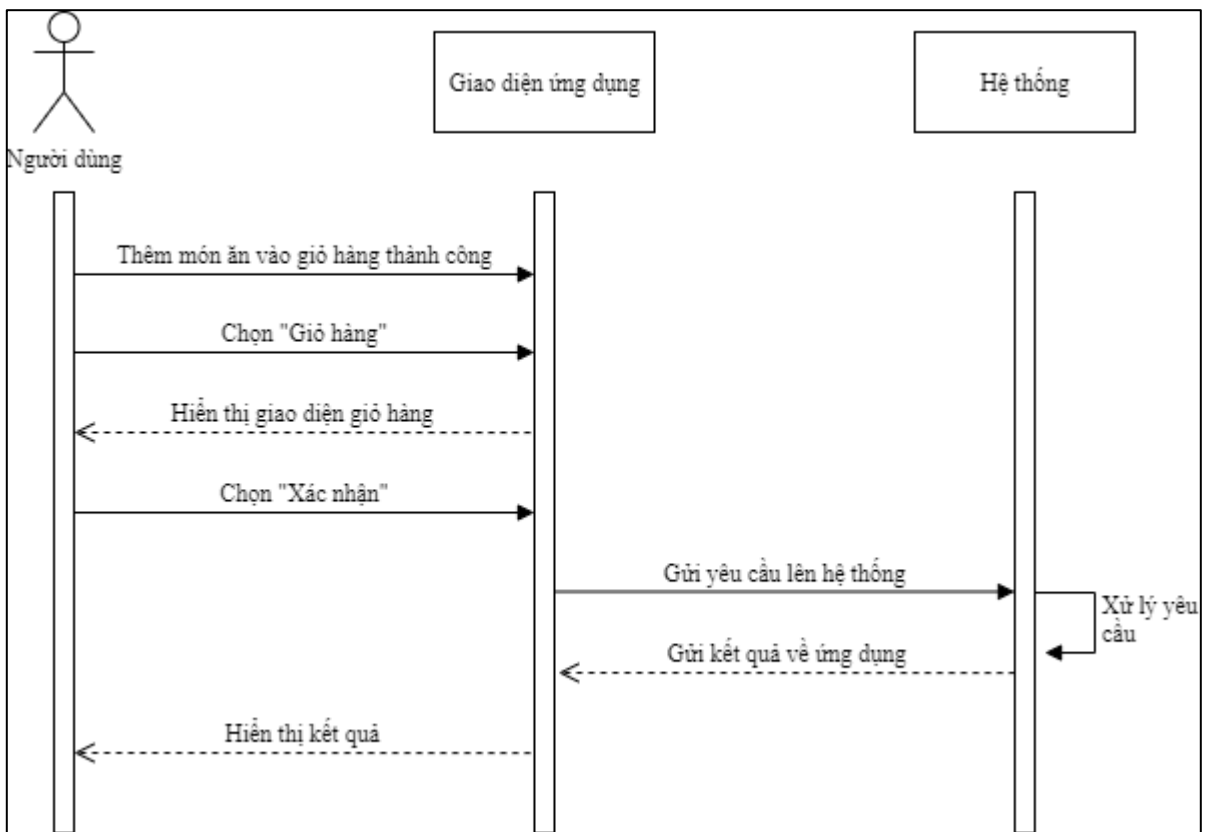 Giao diện ứng dụng
Hệ thống
Người dùng
Thêm món ăn vào giỏ hàng thành công
Chọn "Giỏ hàng"
Hiển thị giao diện giỏ hàng
Chọn "Xác nhận"
Gửi yêu cầu lên hệ thống
Xử lý yêu
cầu
Gửi kết quả về ứng dụng
Hiển thị kết quả